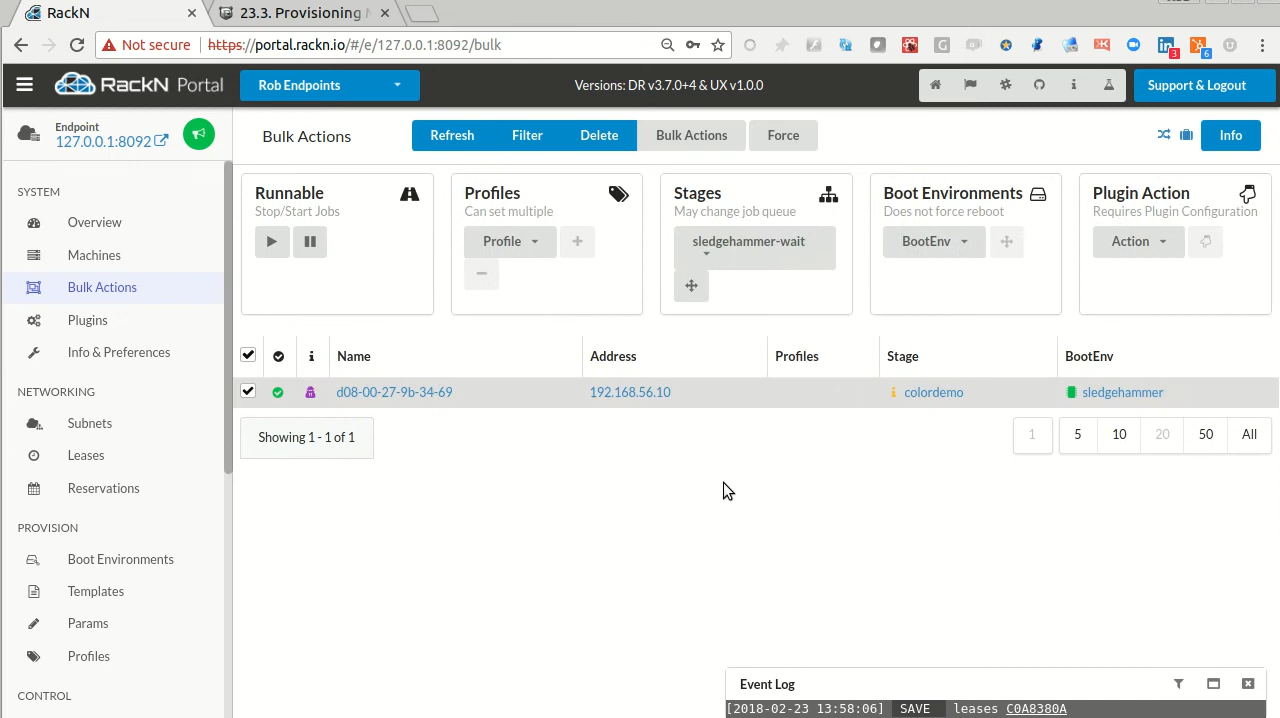 RackN
23.3. Provisioning M
Not secure
https://portal.rackn.io/#/e/127.0.0.1:8092/bulk
3
6
RackN Portal
Rob Endpoints
Versions: DR v3.7.0+4 & UX v1.0.0
Support & Logout
Endpoint
127.0.0.1:8092
Bulk Actions
Refresh
Filter
Delete
Bulk Actions
Force
Info
SYSTEM
Overview
Machines
Bulk Actions
Plugins
Info & Preferences
NETWORKING
Subnets
Leases
Reservations
PROVISION
Boot Environments
Templates
Params
Profiles
CONTROL
Runnable
Stop/Start Jobs
Profiles
Can set multiple
Profile
Stages
May change job queue
sledgehammer-wait
Boot Environments
Does not force reboot
BootEnv
Plugin Action
Requires Plugin Configuration
Action
Name Address Profiles Stage BootEnv
d08-00-27-9b-34-69 192.168.56.10 colordemo sledgehammer
Showing 1 - 1 of 1
1 5 10 20 50 All
Event Log
[2018-02-23 13:58:06] SAVE leases C0A8380A